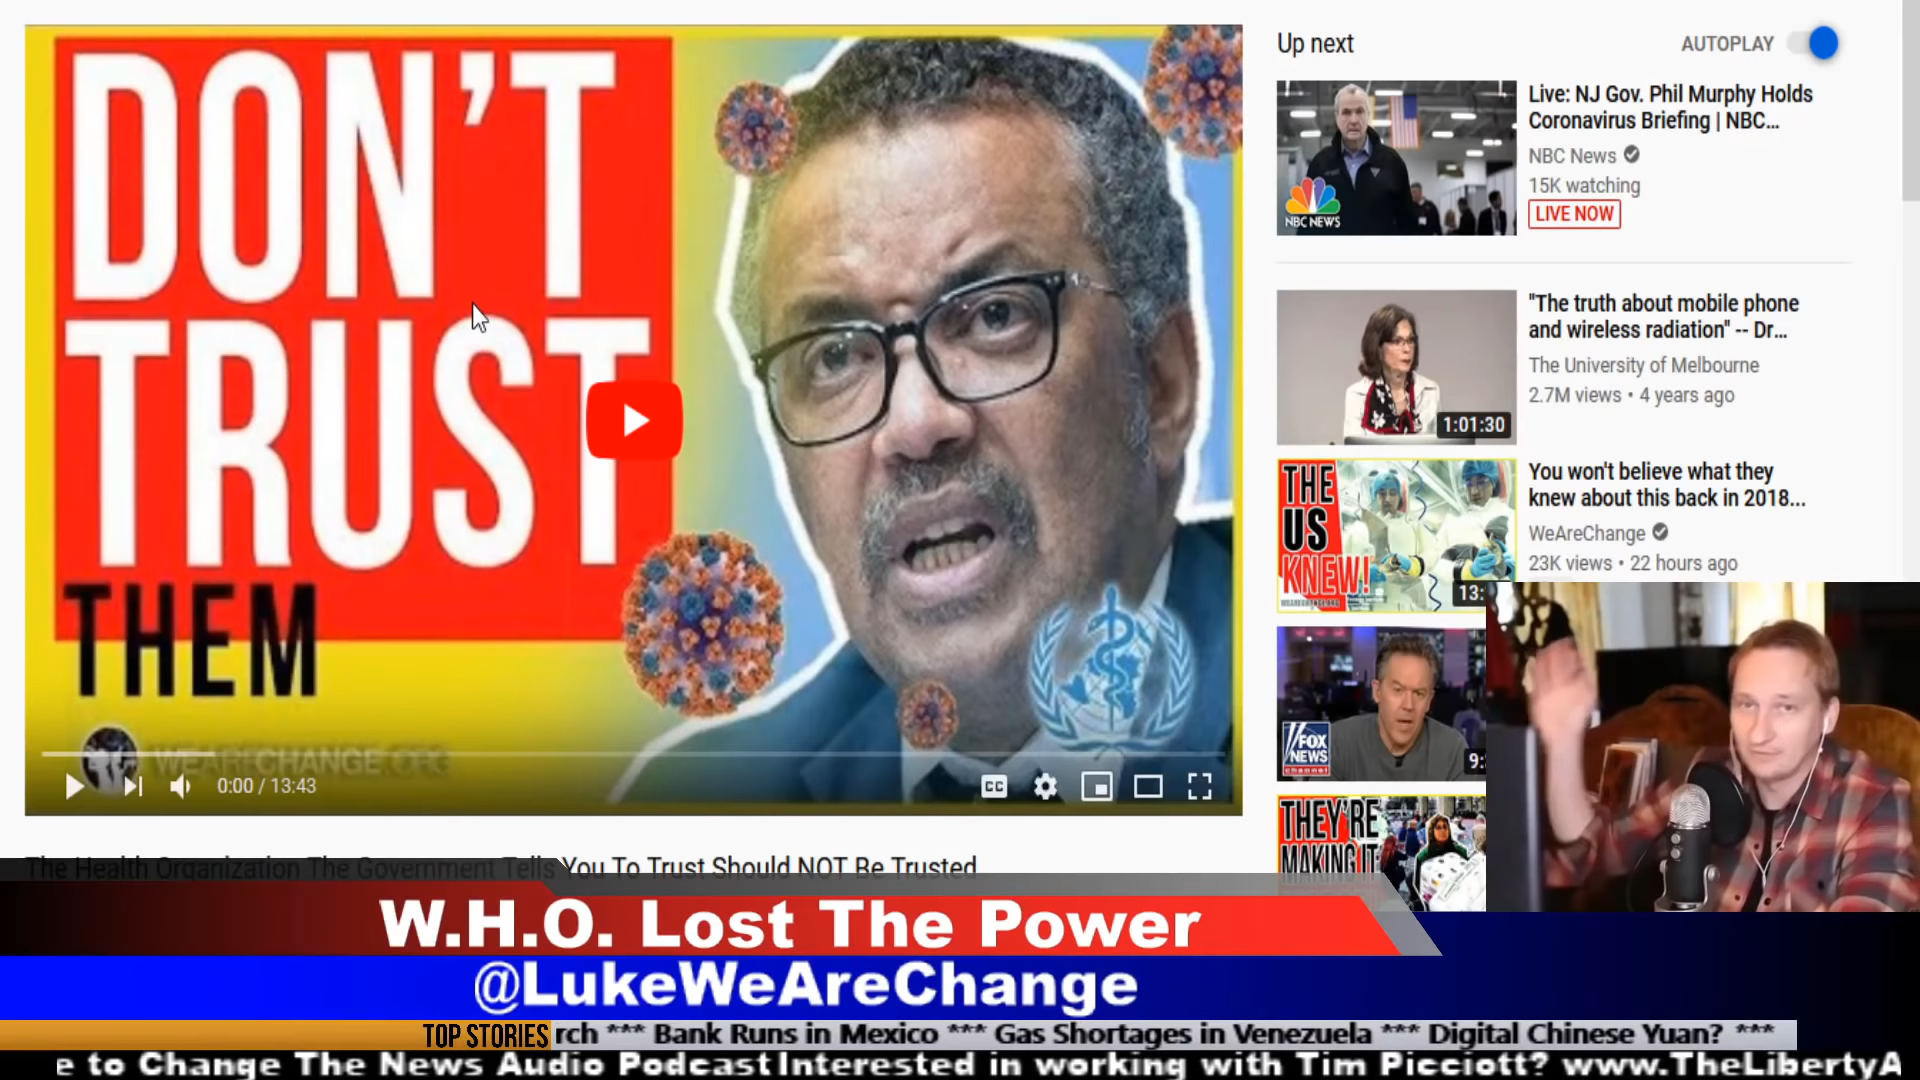 DON'T
TRUST
THEM
WEARECHANGE.ORG
0:00 / 13:43
CC
The Health Organization The Government Tells You To Trust Should NOT Be Trusted
Up next
AUTOPLAY
Live: NJ Gov. Phil Murphy Holds
Coronavirus Briefing | NBC...
NBC News
15K watching
LIVE NOW
NBC NEWS
"The truth about mobile phone
and wireless radiation" -- Dr...
The University of Melbourne
2.7M views • 4 years ago
1:01:30
THE
US
KNEW!
13:
You won't believe what they
knew about this back in 2018...
WeAreChange
23K views • 22 hours ago
FOX
NEWS
channel
9:
THEY'RE
MAKING IT
W.H.O. Lost The Power
@LukeWeAreChange
TOP STORIES
rch *** Bank Runs in Mexico *** Gas Shortages in Venezuela *** Digital Chinese Yuan? ***
e to Change The News Audio Podcast Interested in working with Tim Picciott? www.TheLibertyA